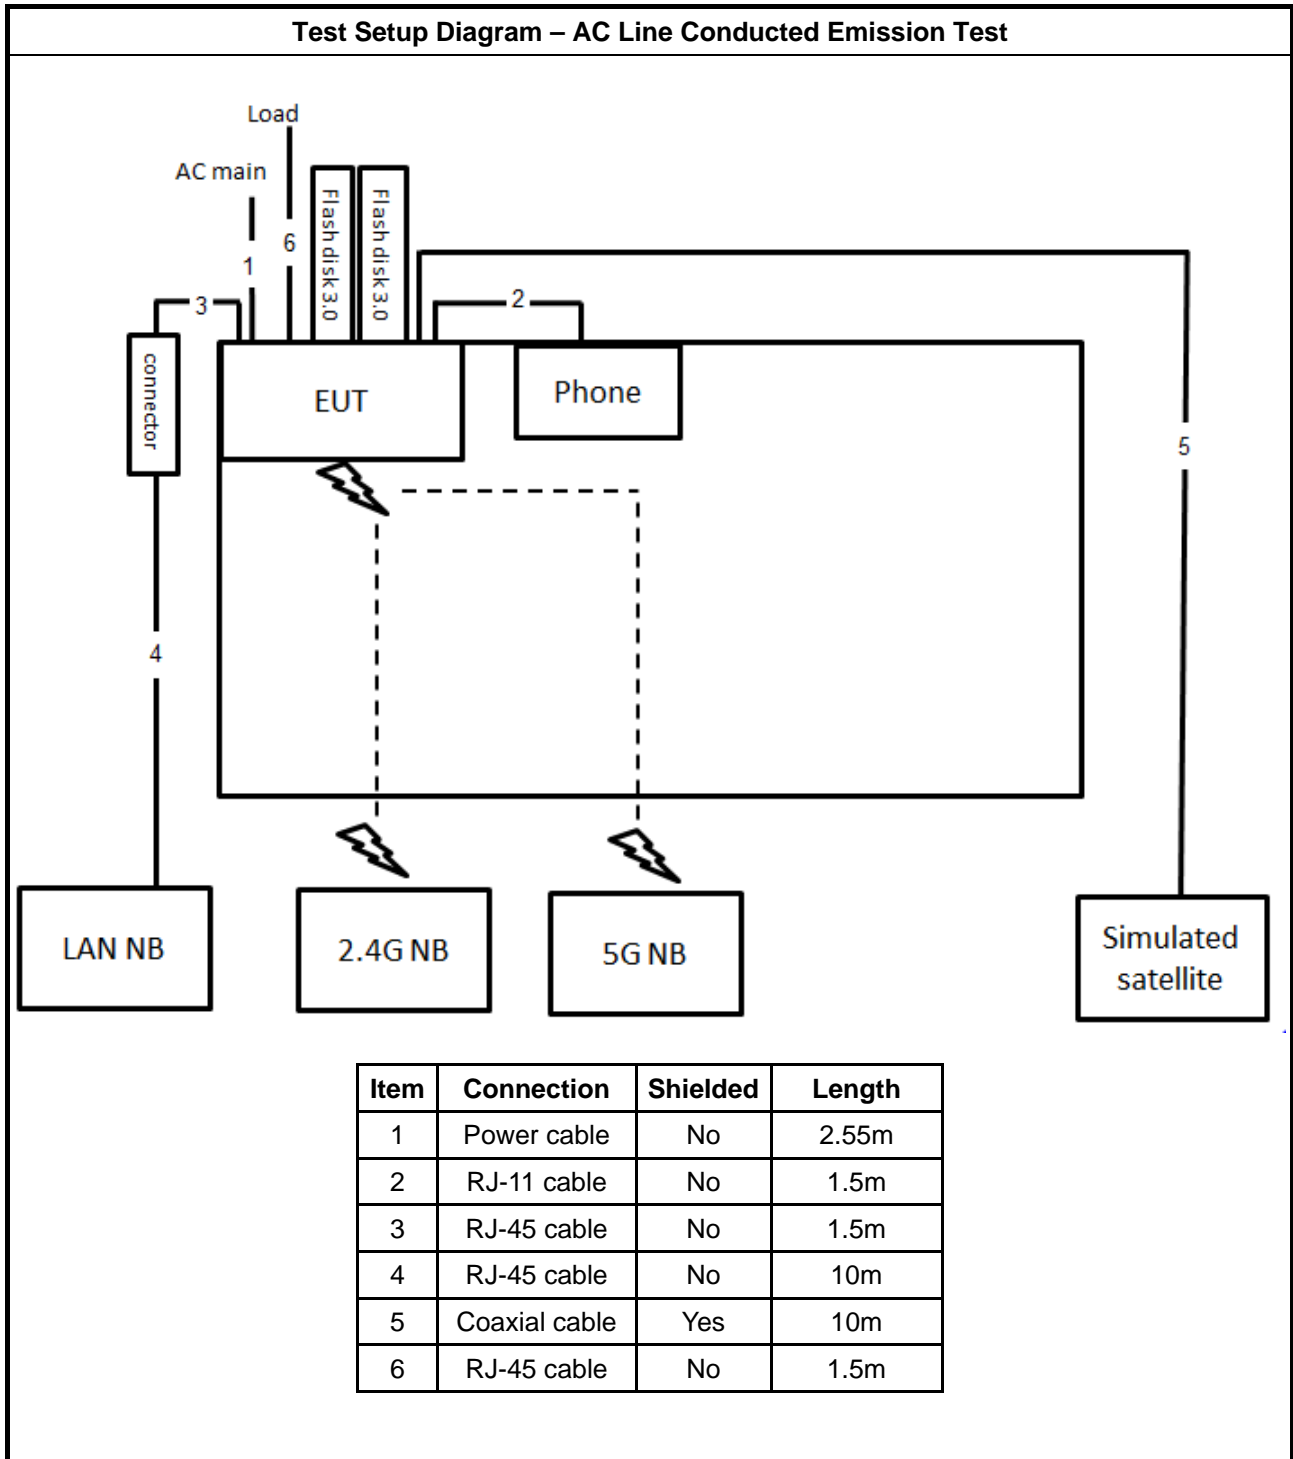 Test Setup Diagram – AC Line Conducted Emission Test
Load
AC main
6
1
3
Flash disk 3.0
Flash disk 3.0
2
connector
EUT
Phone
5
4
LAN NB
2.4G NB
5G NB
Simulated
satellite
Item Connection Shielded Length
1 Power cable No 2.55m
2 RJ-11 cable No 1.5m
3 RJ-45 cable No 1.5m
4 RJ-45 cable No 10m
5 Coaxial cable Yes 10m
6 RJ-45 cable No 1.5m